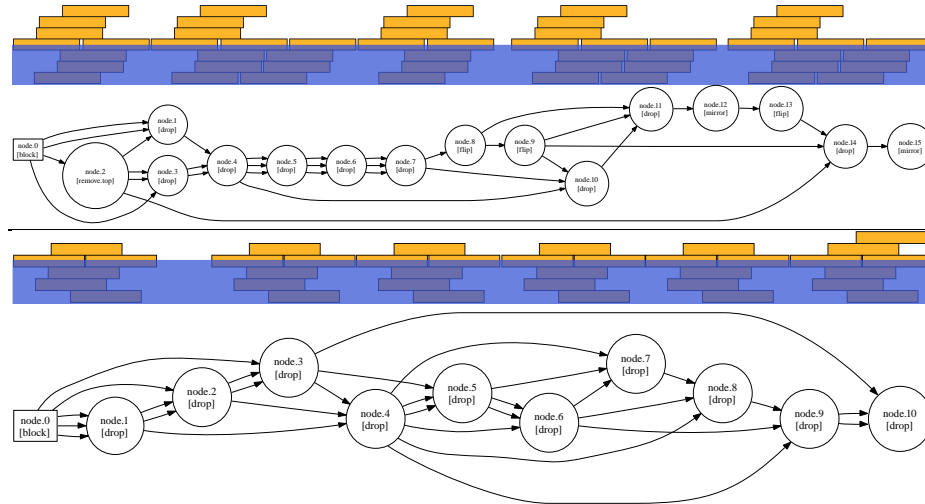 node.0
[block]
node.1
[drop]
node.2
[remove.top]
node.3
[drop]
node.4
[drop]
node.5
[drop]
node.6
[drop]
node.7
[drop]
node.8
[flip]
node.9
[flip]
node.10
[drop]
node.11
[drop]
node.12
[mirror]
node.13
[flip]
node.14
[drop]
node.15
[mirror]
node.0
[block]
node.1
[drop]
node.2
[drop]
node.3
[drop]
node.4
[drop]
node.5
[drop]
node.6
[drop]
node.7
[drop]
node.8
[drop]
node.9
[drop]
node.10
[drop]